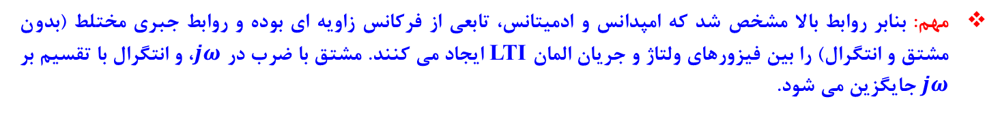 ❖ مهم: بنابر روابط بالا مشخص شد که امپدانس و ادمیتانس، تابعی از فرکانس زاویه ای بوده و روابط جبری مختلط (بدون
مشتق و انتگرال) را بین فیزورهای ولتاژ و جریان المان LTI ایجاد می کنند. مشتق با ضرب در jω، و انتگرال با تقسیم بر
jω جایگزین می شود.